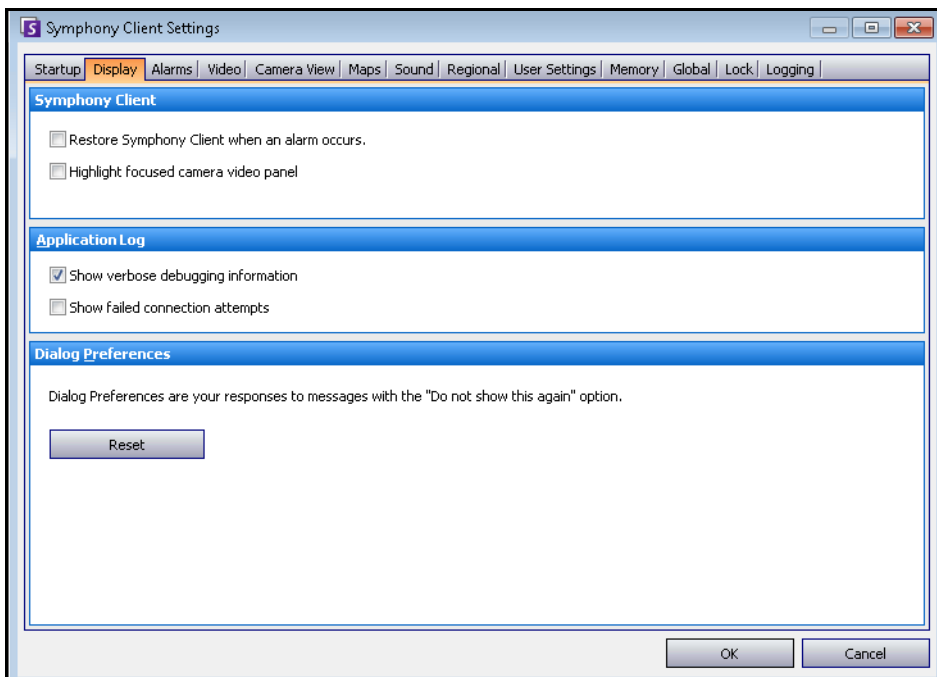 Symphony Client Settings
Startup Display Alarms Video Camera View Maps Sound Regional User Settings Memory Global Lock Logging
Symphony Client
Restore Symphony Client when an alarm occurs.
Highlight focused camera video panel
Application Log
Show verbose debugging information
Show failed connection attempts
Dialog Preferences
Dialog Preferences are your responses to messages with the "Do not show this again" option.
Reset
OK Cancel